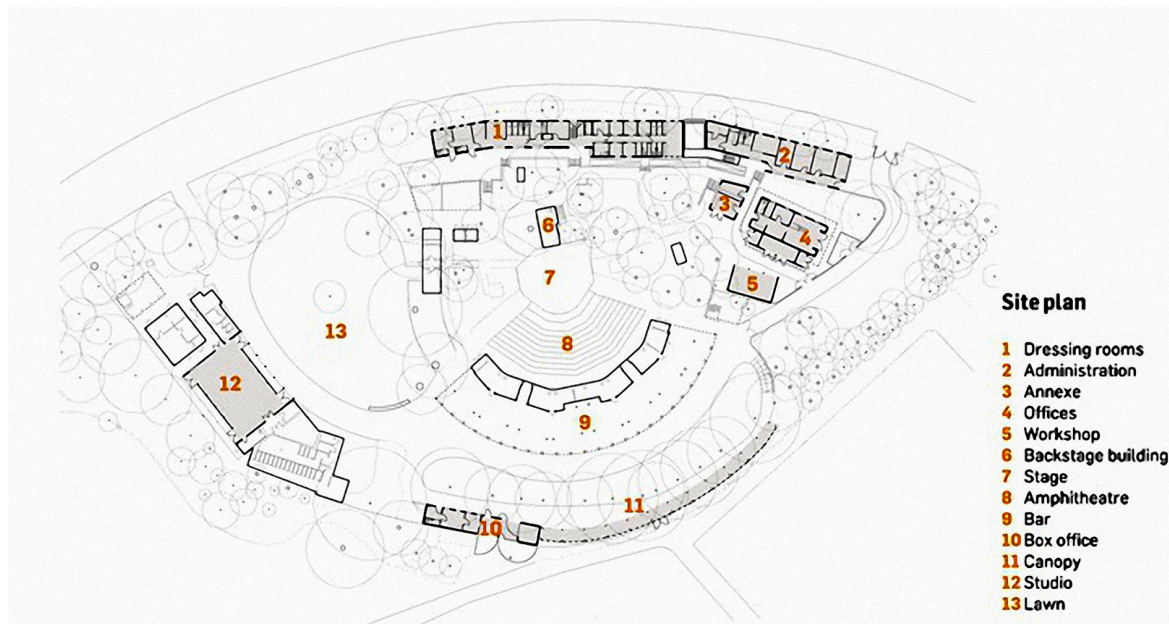 1
2
3
4
5
6
7
8
9
10
11
12
13
Site plan
1 Dressing rooms
2 Administration
3 Annexe
4 Offices
5 Workshop
6 Backstage building
7 Stage
8 Amphitheatre
9 Bar
10 Box office
11 Canopy
12 Studio
13 Lawn